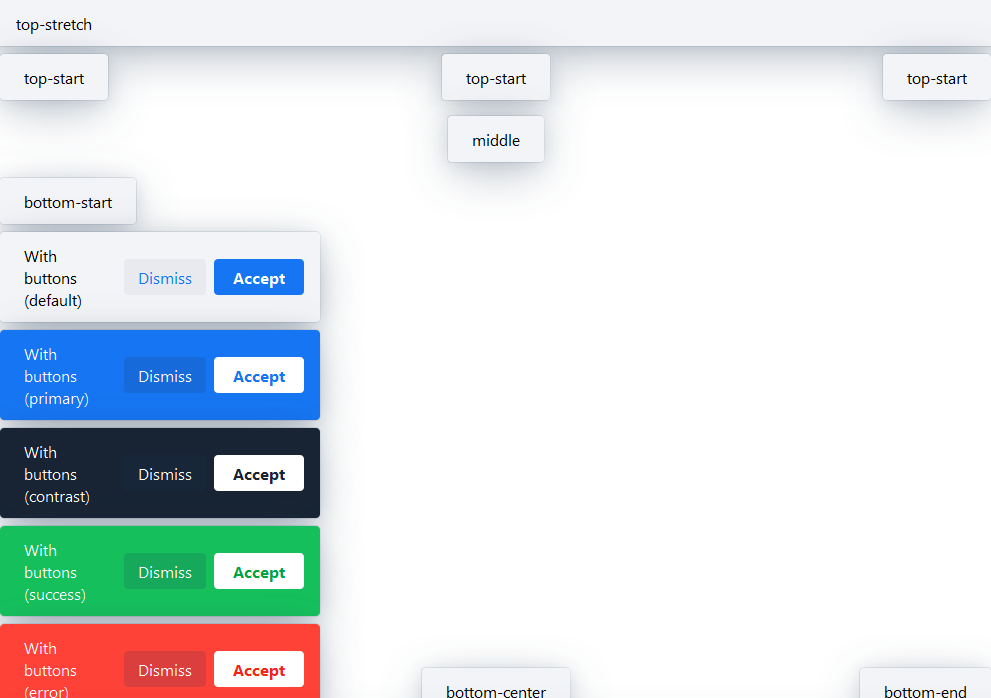 top-stretch
top-start
top-start
top-start
middle
bottom-start
With
buttons
(default)
Dismiss
Accept
With
buttons
(primary)
Dismiss
Accept
With
buttons
(contrast)
Dismiss
Accept
With
buttons
(success)
Dismiss
Accept
With
buttons
(error)
Dismiss
Accept
bottom-center
bottom-end